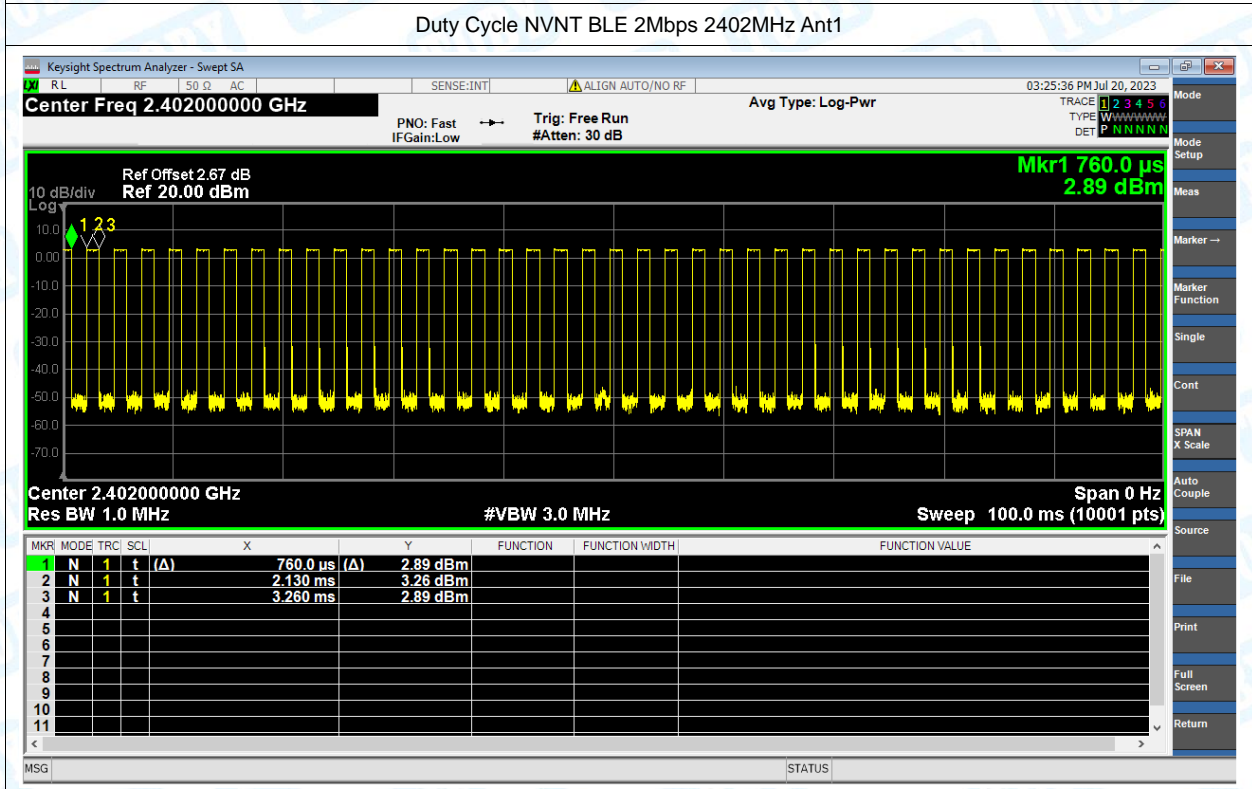 Duty Cycle NVNT BLE 2Mbps 2402MHz Ant1
Keysight Spectrum Analyzer - Swept SA
LXI RL RF 50 Ω AC SENSE:INT ALIGN AUTO/NO RF 03:25:36 PM Jul 20, 2023
Center Freq 2.402000000 GHz
PNO: Fast
IFGain:Low
Trig: Free Run
#Atten: 30 dB
Avg Type: Log-Pwr
TRACE 1 2 3 4 5 6
TYPE WWWWWW
DET P N N N N N
Mkr1 760.0 µs
2.89 dBm
Ref Offset 2.67 dB
10 dB/div Ref 20.00 dBm
Log
1 2 3
10.0
0.00
-10.0
-20.0
-30.0
-40.0
-50.0
-60.0
-70.0
Center 2.402000000 GHz Span 0 Hz
Res BW 1.0 MHz #VBW 3.0 MHz Sweep 100.0 ms (10001 pts)
MKR MODE TRC SCL X Y FUNCTION FUNCTION WIDTH FUNCTION VALUE
1 N 1 t (Δ) 760.0 µs (Δ) 2.89 dBm
2 N 1 t 2.130 ms 3.26 dBm
3 N 1 t 3.260 ms 2.89 dBm
4
5
6
7
8
9
10
11
MSG STATUS
Mode
Mode Setup
Meas
Marker →
Marker Function
Single
Cont
SPAN X Scale
Auto Couple
Source
File
Print
Full Screen
Return